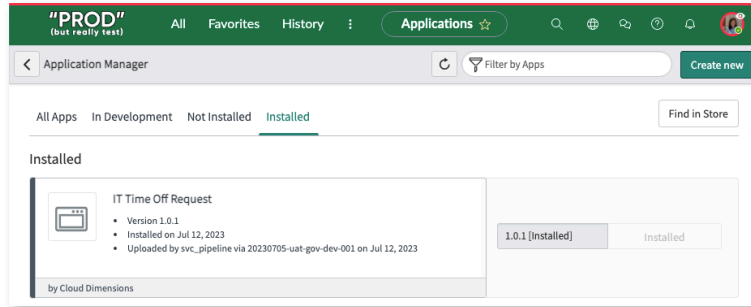 "PROD"
(but really test)
All Favorites History Applications
Application Manager Filter by Apps Create new
All Apps In Development Not Installed Installed Find in Store
Installed
IT Time Off Request
Version 1.0.1
Installed on Jul 12, 2023
Uploaded by svc_pipeline via 20230705-uat-gov-dev-001 on Jul 12, 2023
1.0.1 [Installed] Installed
by Cloud Dimensions